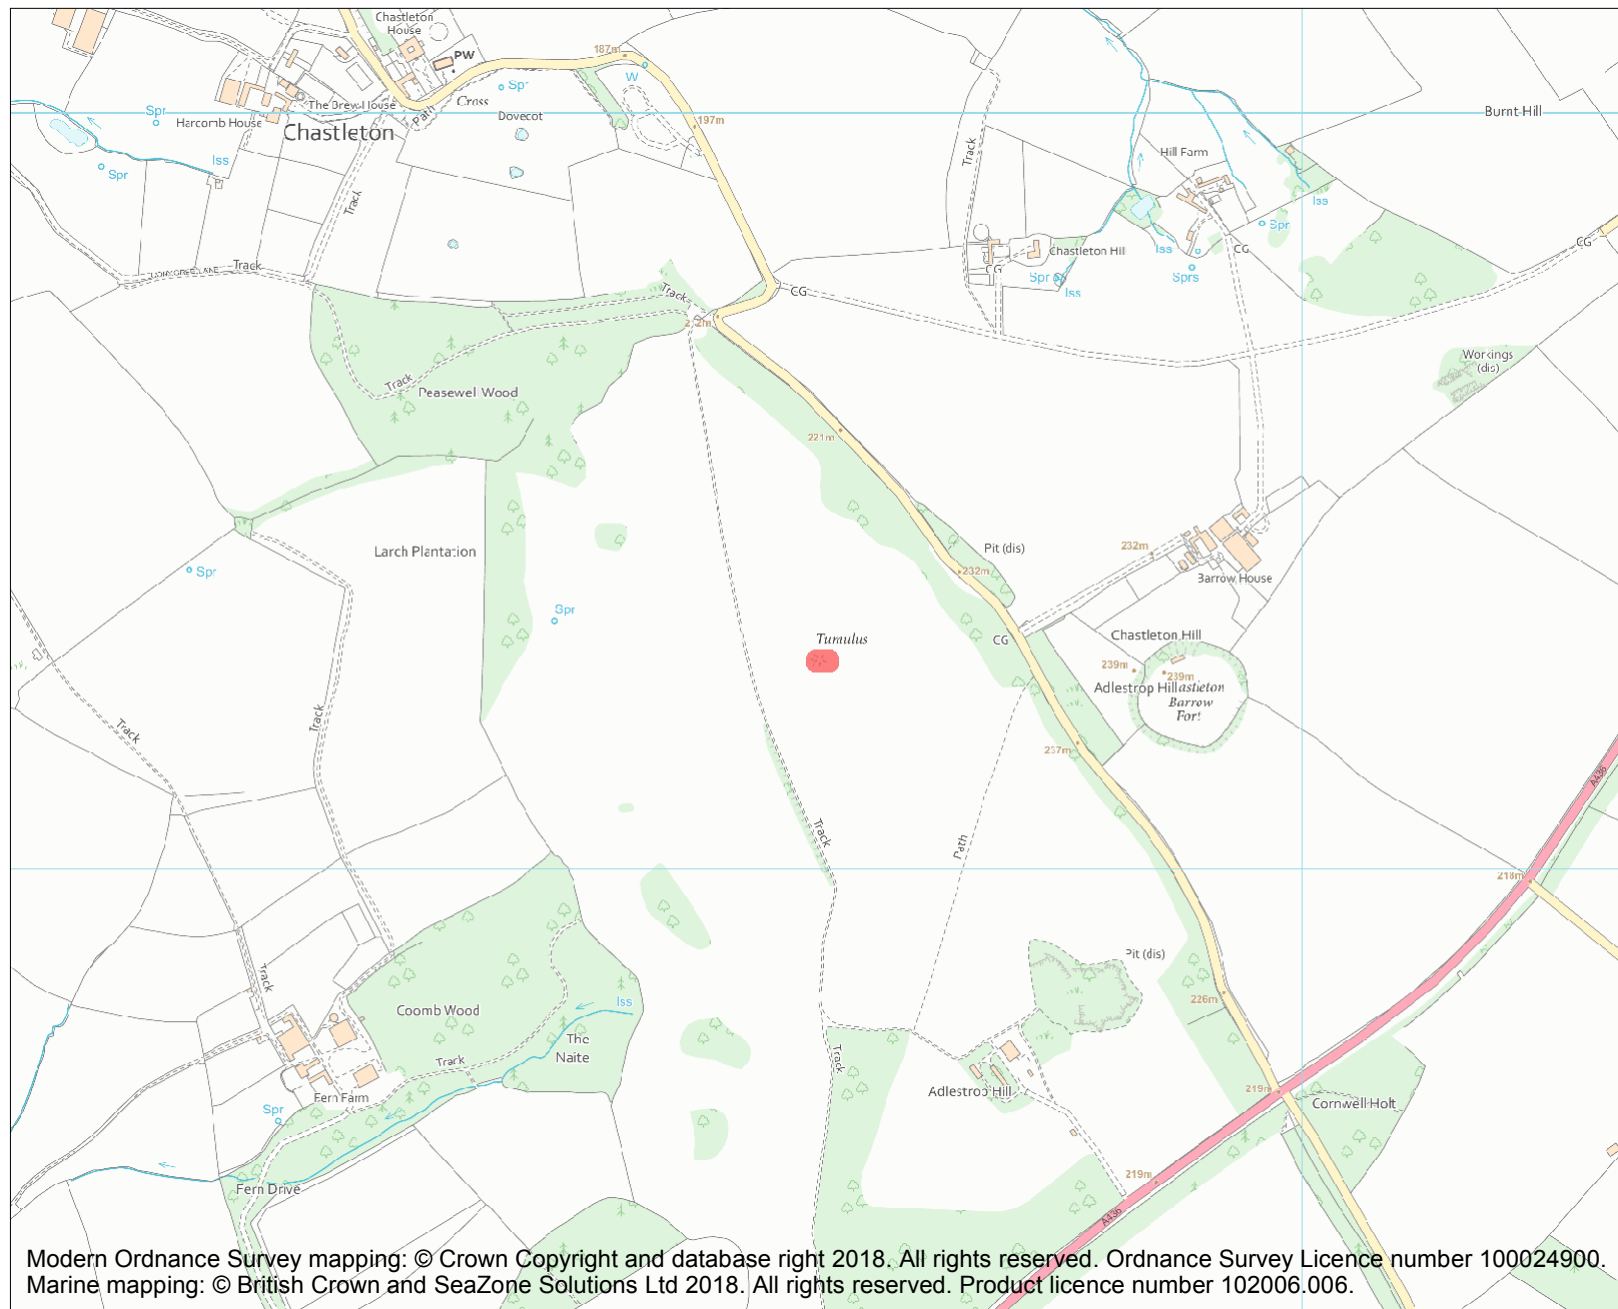 Chastleton
House
PW
187m
W
Spr
The Brew House
Path
Cross
Dovecot
Harcomb House
Chastleton
Spr
Iss
Spr
197m
Track
Track
Burnt Hill
Hill Farm
Iss
Spr
CG
Iss
Sprs
CG
Chastleton Hill
CG
Spr
Iss
Track
Track
CG
Workings
(dis)
Track
Peasewell Wood
221m
Larch Plantation
Spr
Pit (dis)
232m
232m
Barrow House
Spr
Tumulus
CG
Chastleton Hill
239m
239m
Adlestrop Hill
Barrow
Fort
Track
Track
237m
A436
Track
Path
218m
Pit (dis)
Track
226m
Coomb Wood
Iss
The
Naite
Track
Track
Fern Farm
Spr
Adlestrop Hill
219m
Cornwell Holt
Fern Drive
219m
A436
Modern Ordnance Survey mapping: © Crown Copyright and database right 2018. All rights reserved. Ordnance Survey Licence number 100024900.
Marine mapping: © British Crown and SeaZone Solutions Ltd 2018. All rights reserved. Product licence number 102006.006.